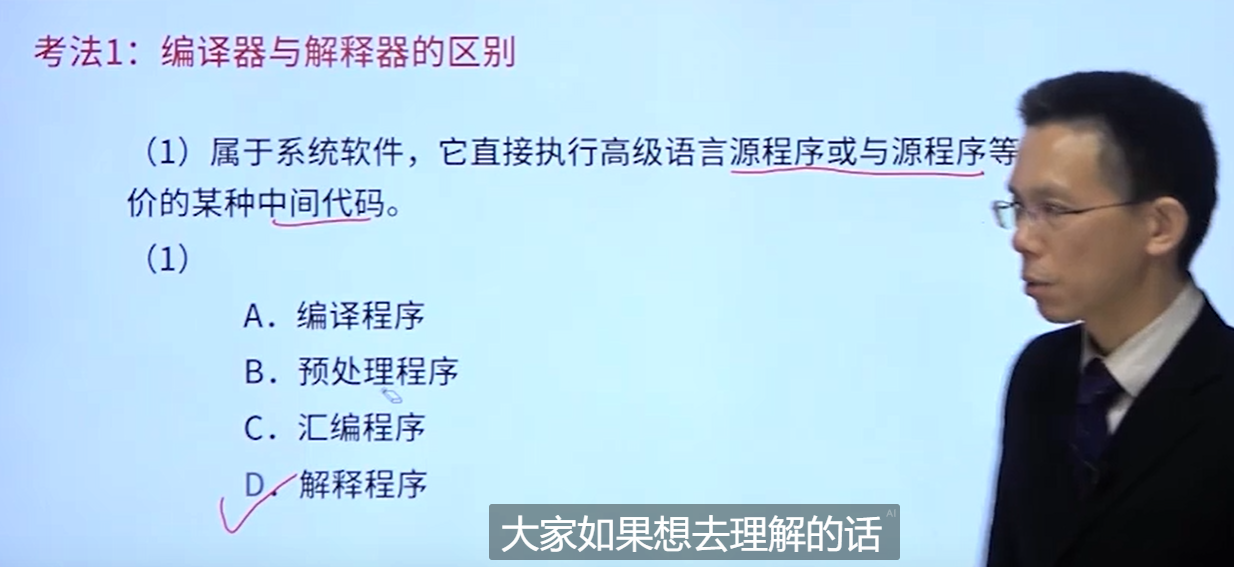 考法1：编译器与解释器的区别
（1）属于系统软件，它直接执行高级语言源程序或与源程序等
价的某种中间代码。
（1）
A．编译程序
B．预处理程序
C．汇编程序
D．解释程序
大家如果想去理解的话
AI